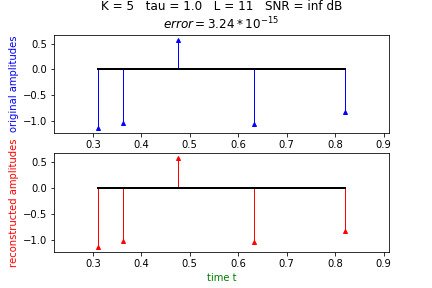 K = 5 tau = 1.0 L = 11 SNR = inf dB
error = 3.24 * 10⁻¹⁵
original amplitudes
0.5
0.0
−0.5
−1.0
0.3 0.4 0.5 0.6 0.7 0.8 0.9
reconstructed amplitudes
0.5
0.0
−0.5
−1.0
0.3 0.4 0.5 0.6 0.7 0.8 0.9
time t